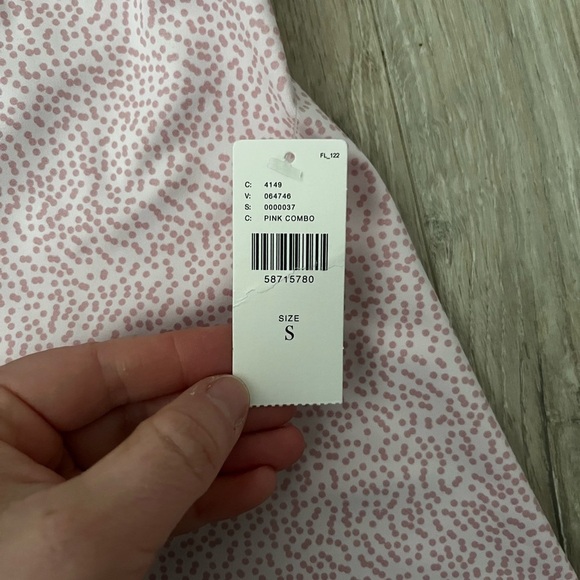 FL_122
C: 4149
V: 064746
S: 0000037
C: PINK COMBO
58715780
SIZE
S